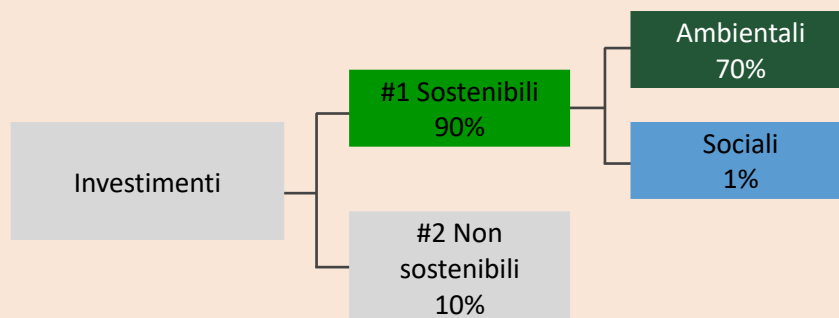 Investimenti
#1 Sostenibili
90%
#2 Non
sostenibili
10%
Ambientali
70%
Sociali
1%